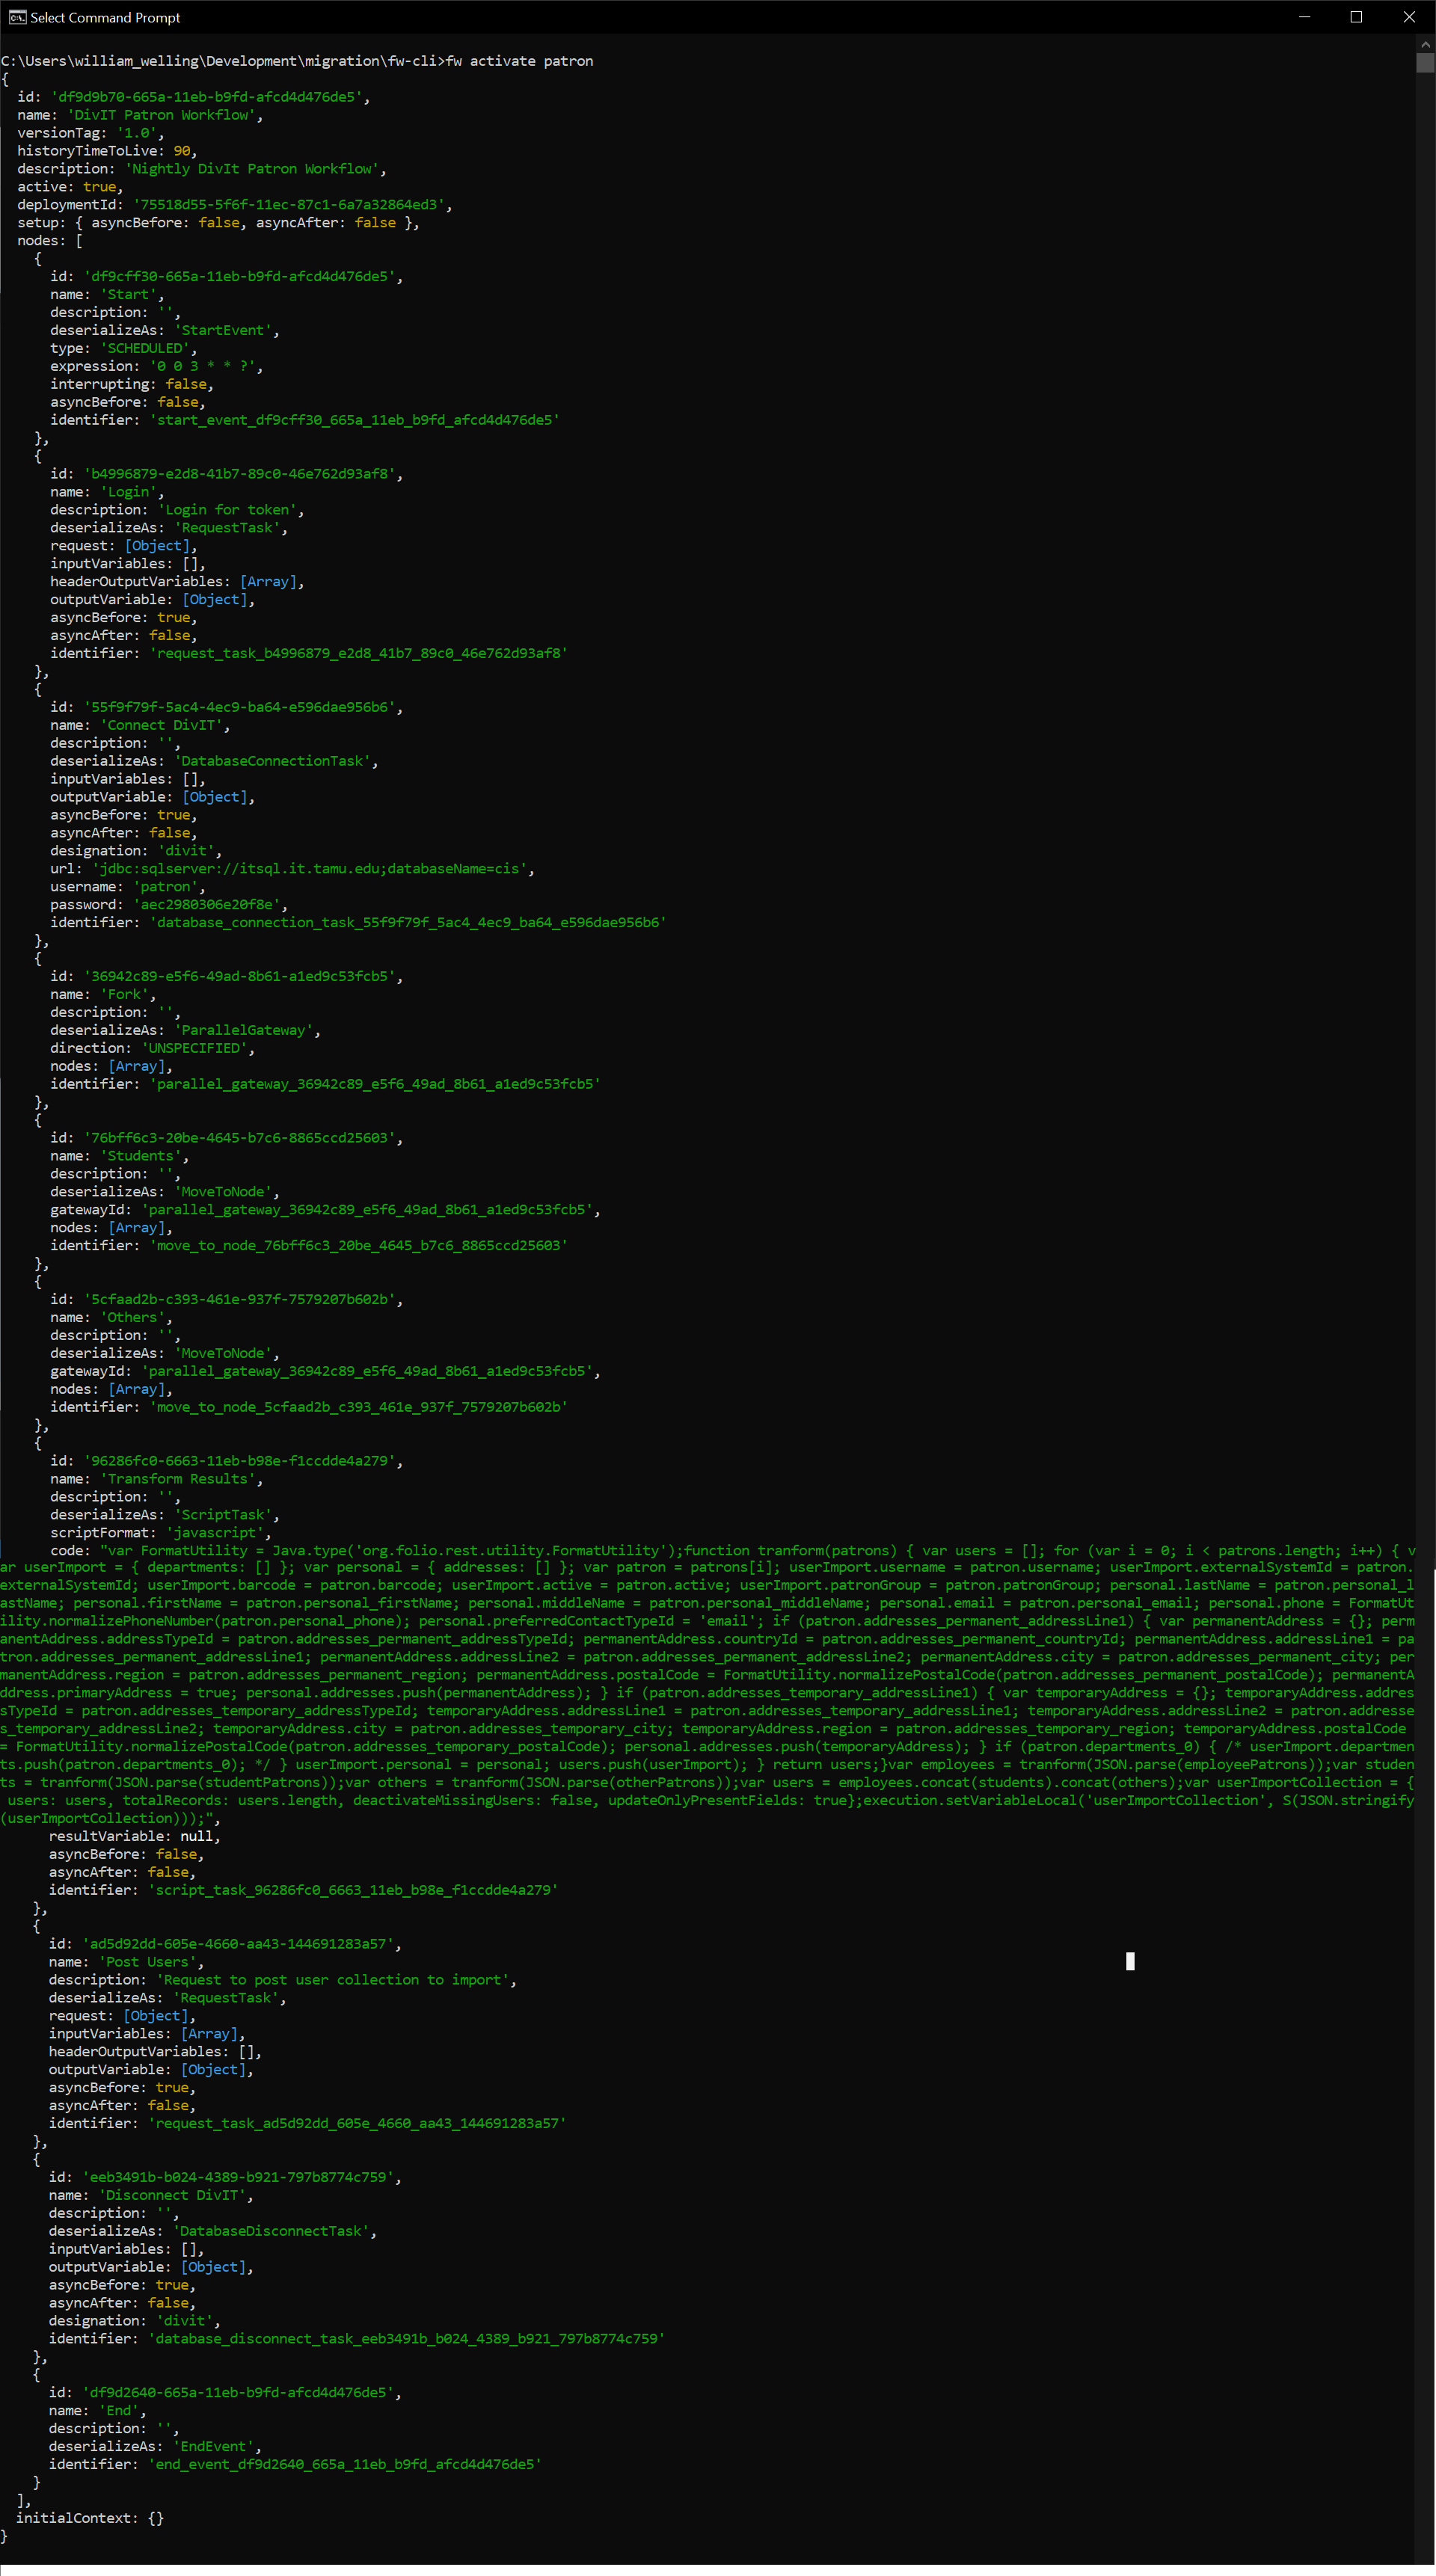 Select Command Prompt
C:\Users\william_welling\Development\migration\fw-cli>fw activate patron
{
  id: 'df9d9b70-665a-11eb-b9fd-afcd4d476de5',
  name: 'DivIT Patron Workflow',
  versionTag: '1.0',
  historyTimeToLive: 90,
  description: 'Nightly DivIt Patron Workflow',
  active: true,
  deploymentId: '75518d55-5f6f-11ec-87c1-6a7a32864ed3',
  setup: { asyncBefore: false, asyncAfter: false },
  nodes: [
    {
      id: 'df9cff30-665a-11eb-b9fd-afcd4d476de5',
      name: 'Start',
      description: '',
      deserializeAs: 'StartEvent',
      type: 'SCHEDULED',
      expression: '0 0 3 * * ?',
      interrupting: false,
      asyncBefore: false,
      identifier: 'start_event_df9cff30_665a_11eb_b9fd_afcd4d476de5'
    },
    {
      id: 'b4996879-e2d8-41b7-89c0-46e762d93af8',
      name: 'Login',
      description: 'Login for token',
      deserializeAs: 'RequestTask',
      request: [Object],
      inputVariables: [],
      headerOutputVariables: [Array],
      outputVariable: [Object],
      asyncBefore: true,
      asyncAfter: false,
      identifier: 'request_task_b4996879_e2d8_41b7_89c0_46e762d93af8'
    },
    {
      id: '55f9f79f-5ac4-4ec9-ba64-e596dae956b6',
      name: 'Connect DivIT',
      description: '',
      deserializeAs: 'DatabaseConnectionTask',
      inputVariables: [],
      outputVariable: [Object],
      asyncBefore: true,
      asyncAfter: false,
      designation: 'divit',
      url: 'jdbc:sqlserver://itsql.it.tamu.edu;databaseName=cis',
      username: 'patron',
      password: 'aec2980306e20f8e',
      identifier: 'database_connection_task_55f9f79f_5ac4_4ec9_ba64_e596dae956b6'
    },
    {
      id: '36942c89-e5f6-49ad-8b61-a1ed9c53fcb5',
      name: 'Fork',
      description: '',
      deserializeAs: 'ParallelGateway',
      direction: 'UNSPECIFIED',
      nodes: [Array],
      identifier: 'parallel_gateway_36942c89_e5f6_49ad_8b61_a1ed9c53fcb5'
    },
    {
      id: '76bff6c3-20be-4645-b7c6-8865ccd25603',
      name: 'Students',
      description: '',
      deserializeAs: 'MoveToNode',
      gatewayId: 'parallel_gateway_36942c89_e5f6_49ad_8b61_a1ed9c53fcb5',
      nodes: [Array],
      identifier: 'move_to_node_76bff6c3_20be_4645_b7c6_8865ccd25603'
    },
    {
      id: '5cfaad2b-c393-461e-937f-7579207b602b',
      name: 'Others',
      description: '',
      deserializeAs: 'MoveToNode',
      gatewayId: 'parallel_gateway_36942c89_e5f6_49ad_8b61_a1ed9c53fcb5',
      nodes: [Array],
      identifier: 'move_to_node_5cfaad2b_c393_461e_937f_7579207b602b'
    },
    {
      id: '96286fc0-6663-11eb-b98e-f1ccdde4a279',
      name: 'Transform Results',
      description: '',
      deserializeAs: 'ScriptTask',
      scriptFormat: 'javascript',
      code: "var FormatUtility = Java.type('org.folio.rest.utility.FormatUtility');function tranform(patrons) { var users = []; for (var i = 0; i < patrons.length; i++) { v
ar userImport = { departments: [] }; var personal = { addresses: [] }; var patron = patrons[i]; userImport.username = patron.username; userImport.externalSystemId = patron.
externalSystemId; userImport.barcode = patron.barcode; userImport.active = patron.active; userImport.patronGroup = patron.patronGroup; personal.lastName = patron.personal_l
astName; personal.firstName = patron.personal_firstName; personal.middleName = patron.personal_middleName; personal.email = patron.personal_email; personal.phone = FormatUt
ility.normalizePhoneNumber(patron.personal_phone); personal.preferredContactTypeId = 'email'; if (patron.addresses_permanent_addressLine1) { var permanentAddress = {}; perm
anentAddress.addressTypeId = patron.addresses_permanent_addressTypeId; permanentAddress.countryId = patron.addresses_permanent_countryId; permanentAddress.addressLine1 = pa
tron.addresses_permanent_addressLine1; permanentAddress.addressLine2 = patron.addresses_permanent_addressLine2; permanentAddress.city = patron.addresses_permanent_city; per
manentAddress.region = patron.addresses_permanent_region; permanentAddress.postalCode = FormatUtility.normalizePostalCode(patron.addresses_permanent_postalCode); permanentA
ddress.primaryAddress = true; personal.addresses.push(permanentAddress); } if (patron.addresses_temporary_addressLine1) { var temporaryAddress = {}; temporaryAddress.addres
sTypeId = patron.addresses_temporary_addressTypeId; temporaryAddress.addressLine1 = patron.addresses_temporary_addressLine1; temporaryAddress.addressLine2 = patron.addresse
s_temporary_addressLine2; temporaryAddress.city = patron.addresses_temporary_city; temporaryAddress.region = patron.addresses_temporary_region; temporaryAddress.postalCode
= FormatUtility.normalizePostalCode(patron.addresses_temporary_postalCode); personal.addresses.push(temporaryAddress); } if (patron.departments_0) { /* userImport.departmen
ts.push(patron.departments_0); */ } userImport.personal = personal; users.push(userImport); } return users;}var employees = tranform(JSON.parse(employeePatrons));var studen
ts = tranform(JSON.parse(studentPatrons));var others = tranform(JSON.parse(otherPatrons));var users = employees.concat(students).concat(others);var userImportCollection = {
 users: users, totalRecords: users.length, deactivateMissingUsers: false, updateOnlyPresentFields: true};execution.setVariableLocal('userImportCollection', S(JSON.stringify
(userImportCollection)));",
      resultVariable: null,
      asyncBefore: false,
      asyncAfter: false,
      identifier: 'script_task_96286fc0_6663_11eb_b98e_f1ccdde4a279'
    },
    {
      id: 'ad5d92dd-605e-4660-aa43-144691283a57',
      name: 'Post Users',
      description: 'Request to post user collection to import',
      deserializeAs: 'RequestTask',
      request: [Object],
      inputVariables: [Array],
      headerOutputVariables: [],
      outputVariable: [Object],
      asyncBefore: true,
      asyncAfter: false,
      identifier: 'request_task_ad5d92dd_605e_4660_aa43_144691283a57'
    },
    {
      id: 'eeb3491b-b024-4389-b921-797b8774c759',
      name: 'Disconnect DivIT',
      description: '',
      deserializeAs: 'DatabaseDisconnectTask',
      inputVariables: [],
      outputVariable: [Object],
      asyncBefore: true,
      asyncAfter: false,
      designation: 'divit',
      identifier: 'database_disconnect_task_eeb3491b_b024_4389_b921_797b8774c759'
    },
    {
      id: 'df9d2640-665a-11eb-b9fd-afcd4d476de5',
      name: 'End',
      description: '',
      deserializeAs: 'EndEvent',
      identifier: 'end_event_df9d2640_665a_11eb_b9fd_afcd4d476de5'
    }
  ],
  initialContext: {}
}